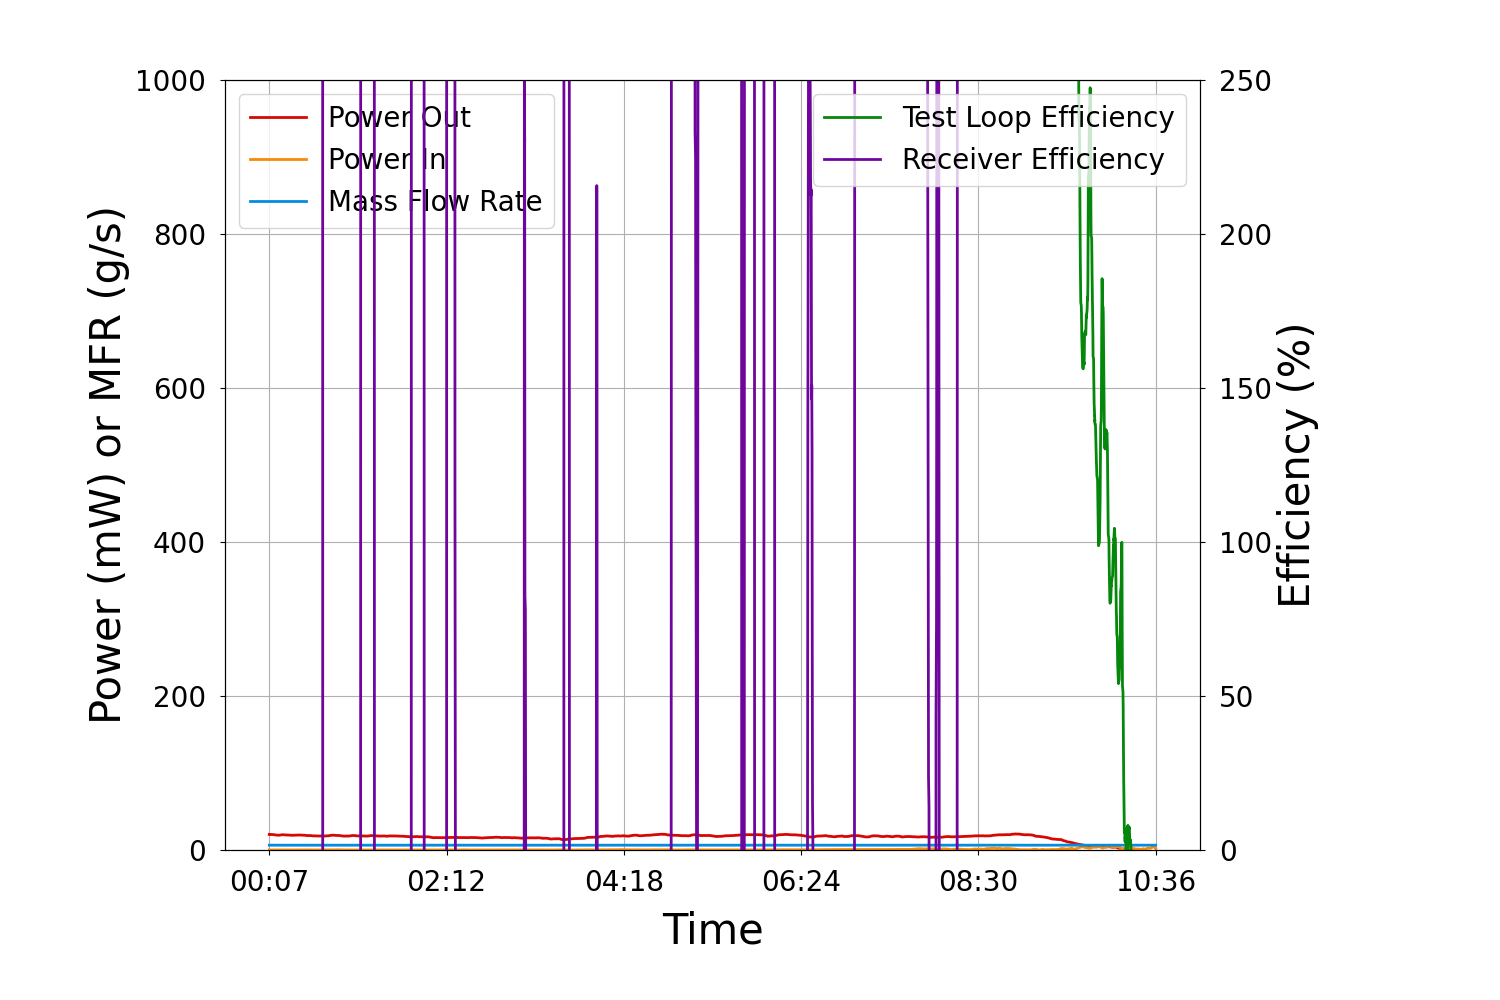 1000
800
600
400
200
0
Power (mW) or MFR (g/s)
Power Out
Power In
Mass Flow Rate
Test Loop Efficiency
Receiver Efficiency
250
200
150
100
50
0
Efficiency (%)
00:07 02:12 04:18 06:24 08:30 10:36
Time